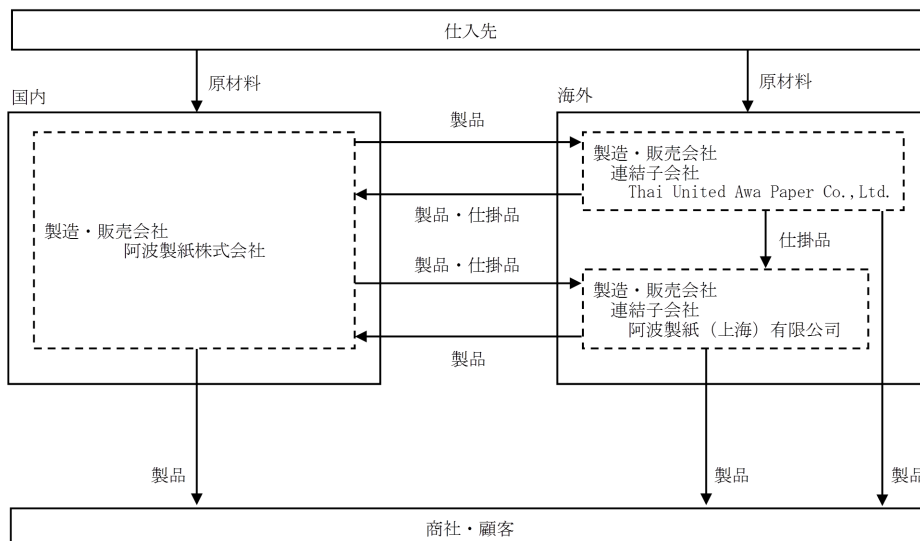 仕入先
原材料
原材料
国内
海外
製品
製造・販売会社
連結子会社
Thai United Awa Paper Co.,Ltd.
製品・仕掛品
製造・販売会社
阿波製紙株式会社
仕掛品
製品・仕掛品
製造・販売会社
連結子会社
阿波製紙（上海）有限公司
製品
製品
製品
製品
商社・顧客